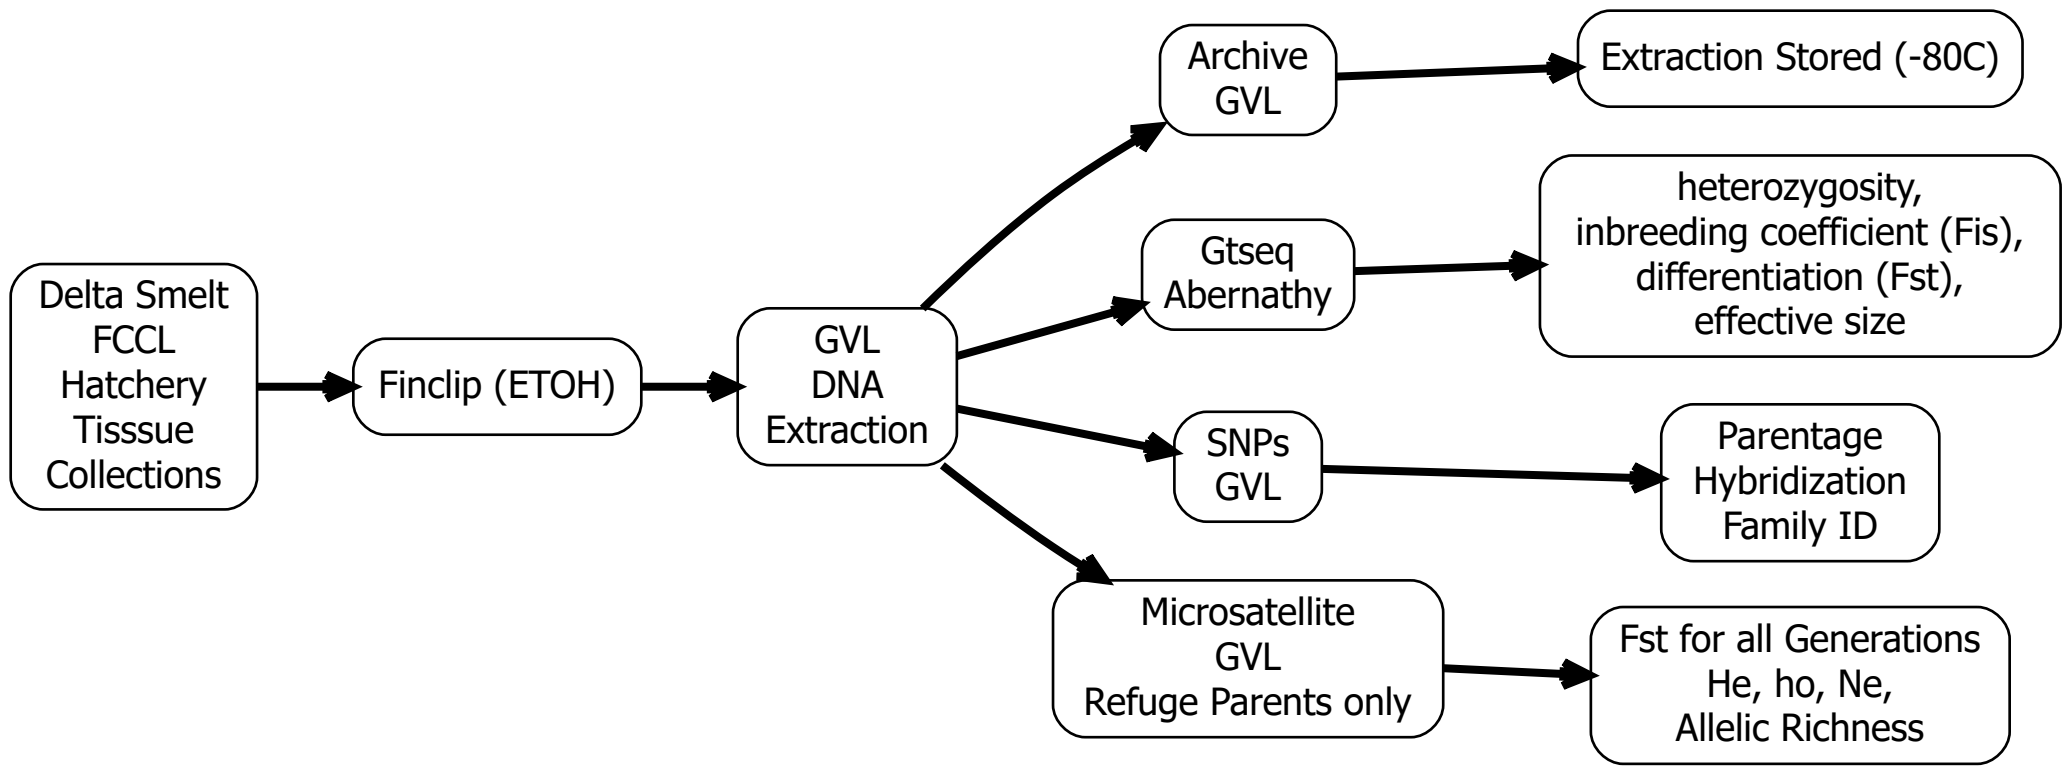 Delta Smelt
FCCL
Hatchery
Tisssue
Collections
Finclip (ETOH)
GVL
DNA
Extraction
Archive
GVL
Extraction Stored (-80C)
Gtseq
Abernathy
heterozygosity,
inbreeding coefficient (Fis),
differentiation (Fst),
effective size
SNPs
GVL
Parentage
Hybridization
Family ID
Microsatellite
GVL
Refuge Parents only
Fst for all Generations
He, ho, Ne,
Allelic Richness